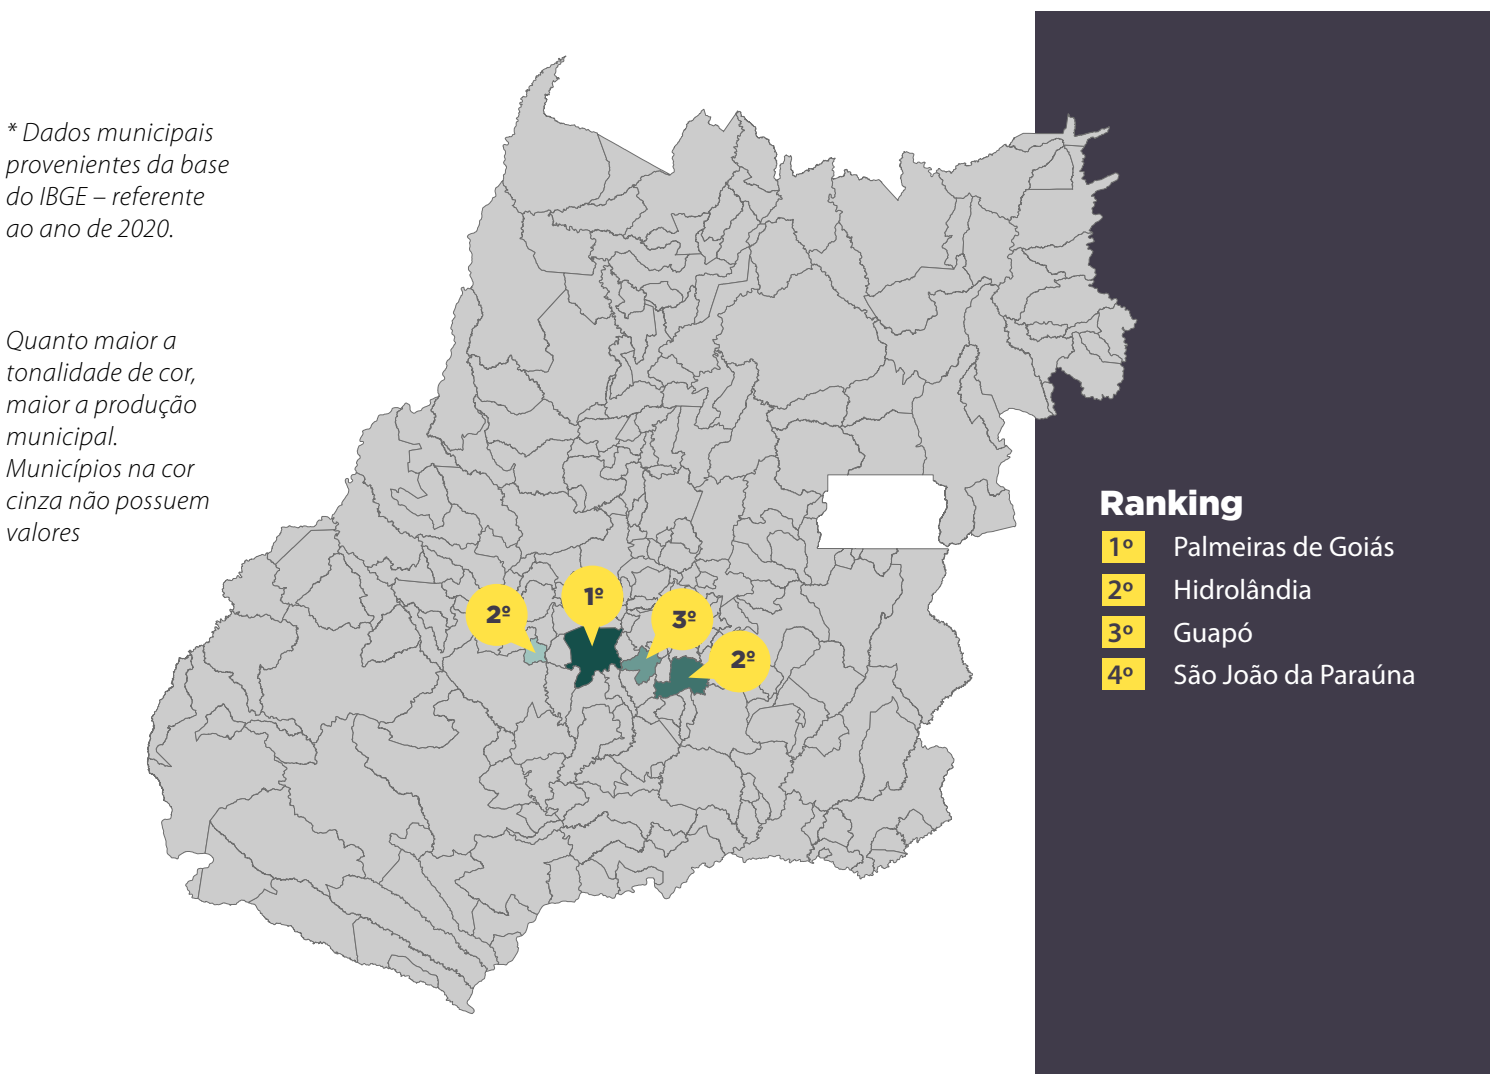 * Dados municipais
provenientes da base
do IBGE – referente
ao ano de 2020.
Quanto maior a
tonalidade de cor,
maior a produção
municipal.
Municípios na cor
cinza não possuem
valores
2º
1º
3º
2º
Ranking
1º Palmeiras de Goiás
2º Hidrolândia
3º Guapó
4º São João da Paraúna